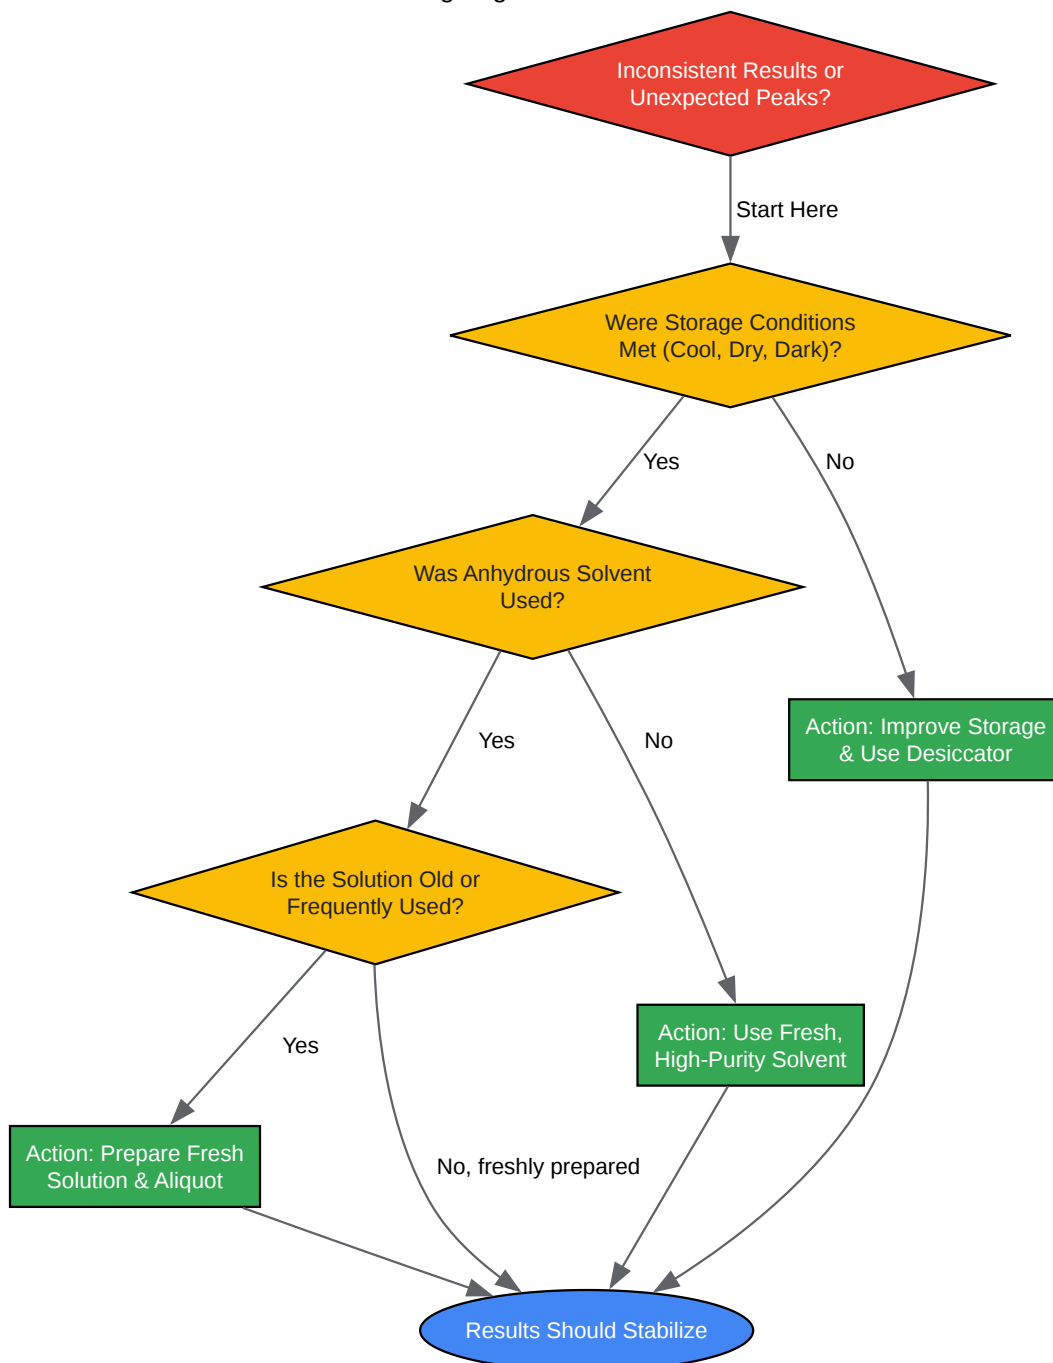 Inconsistent Results or
Unexpected Peaks?
Start Here
Were Storage Conditions
Met (Cool, Dry, Dark)?
Yes
No
Was Anhydrous Solvent
Used?
Action: Improve Storage
& Use Desiccator
Yes
No
Is the Solution Old or
Frequently Used?
Action: Use Fresh,
High-Purity Solvent
Yes
Action: Prepare Fresh
Solution & Aliquot
No, freshly prepared
Results Should Stabilize